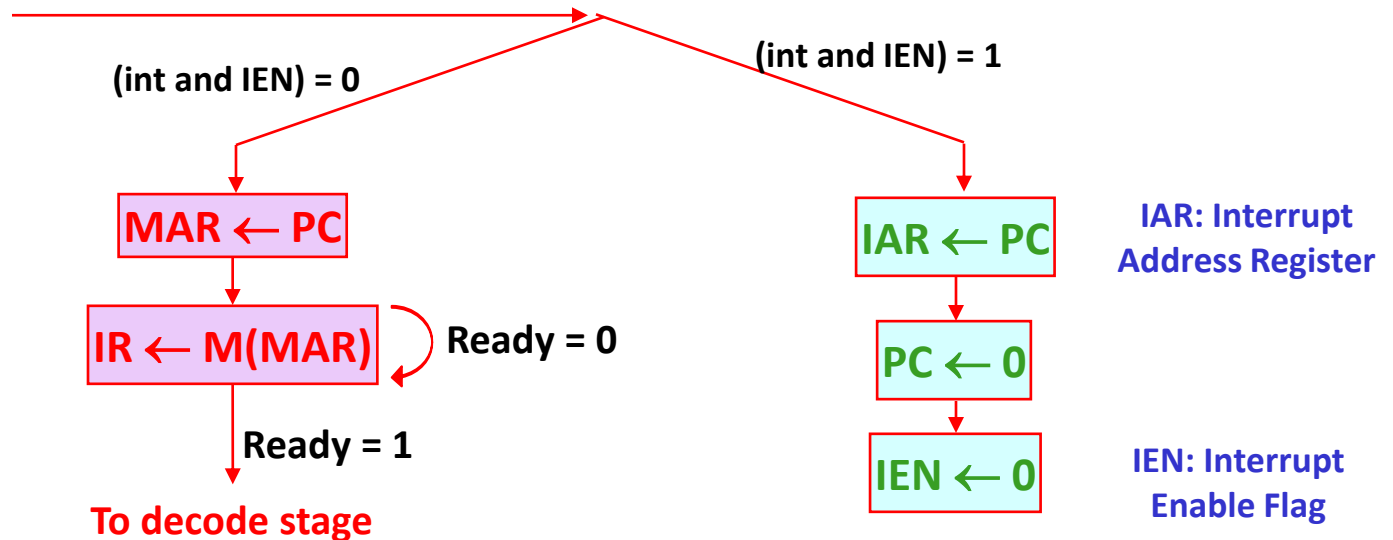 (int and IEN) = 0
(int and IEN) = 1
MAR ← PC
IR ← M(MAR)
Ready = 0
Ready = 1
To decode stage
IAR ← PC
PC ← 0
IEN ← 0
IAR: Interrupt
Address Register
IEN: Interrupt
Enable Flag